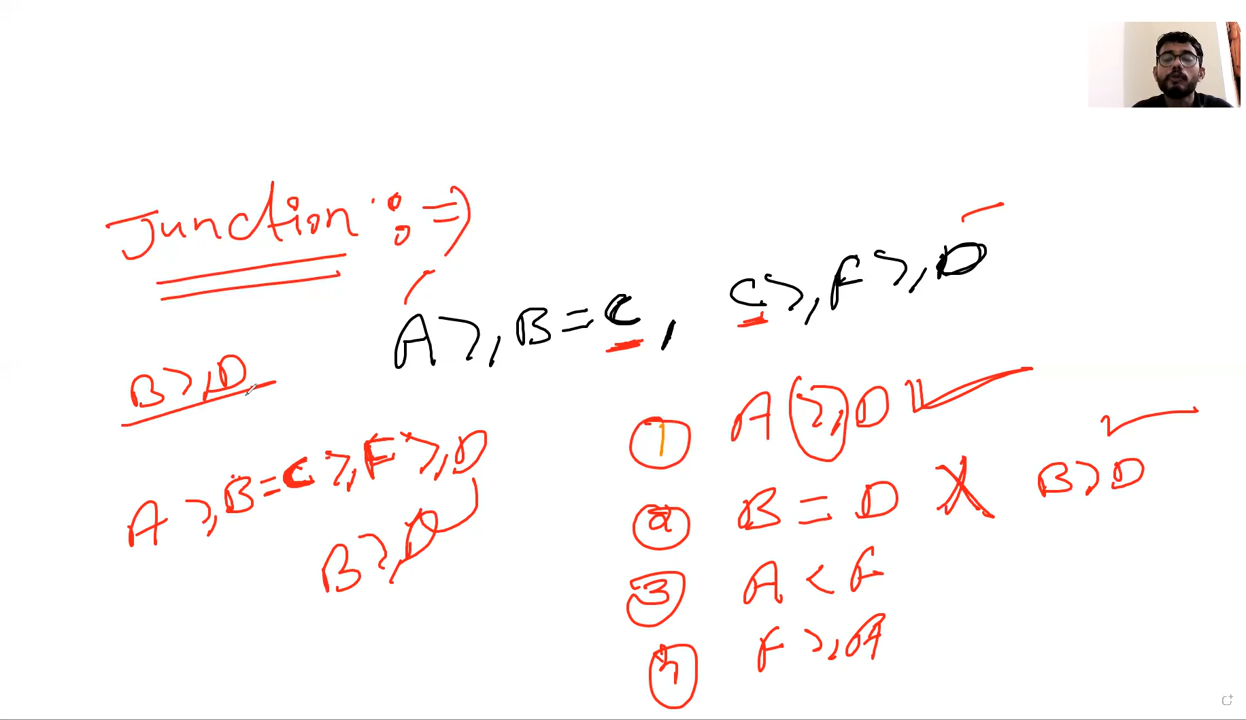 Junction :⇒
A ≥ B = C, C ≥ F ≥ D
B ≥ D
A ≥ B = C ≥ F ≥ D
B ≥ D
① A ≥ D ✓
② B = D X B > D ✓
③ A < F
④ F ≥ A